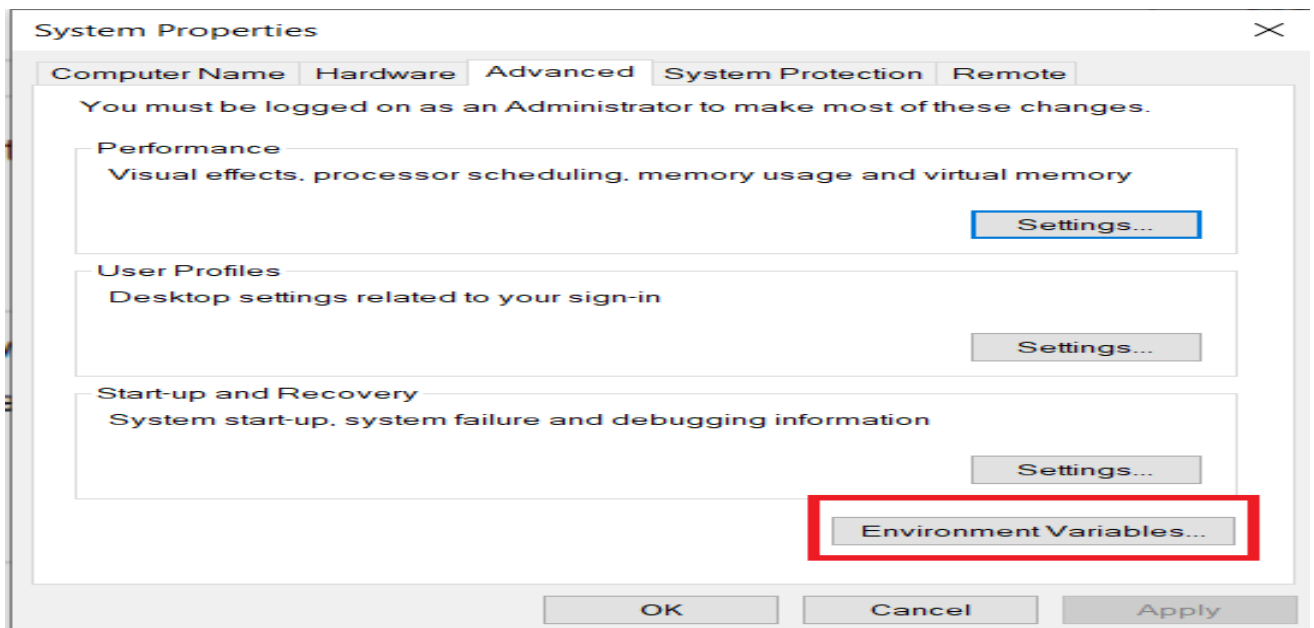 System Properties
Computer Name Hardware Advanced System Protection Remote
You must be logged on as an Administrator to make most of these changes.
Performance
Visual effects, processor scheduling, memory usage and virtual memory
Settings...
User Profiles
Desktop settings related to your sign-in
Settings...
Start-up and Recovery
System start-up, system failure and debugging information
Settings...
Environment Variables...
OK Cancel Apply